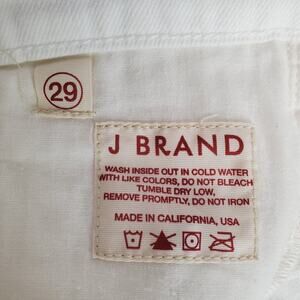 29
J BRAND
WASH INSIDE OUT IN COLD WATER
WITH LIKE COLORS, DO NOT BLEACH
TUMBLE DRY LOW,
REMOVE PROMPTLY, DO NOT IRON
MADE IN CALIFORNIA, USA